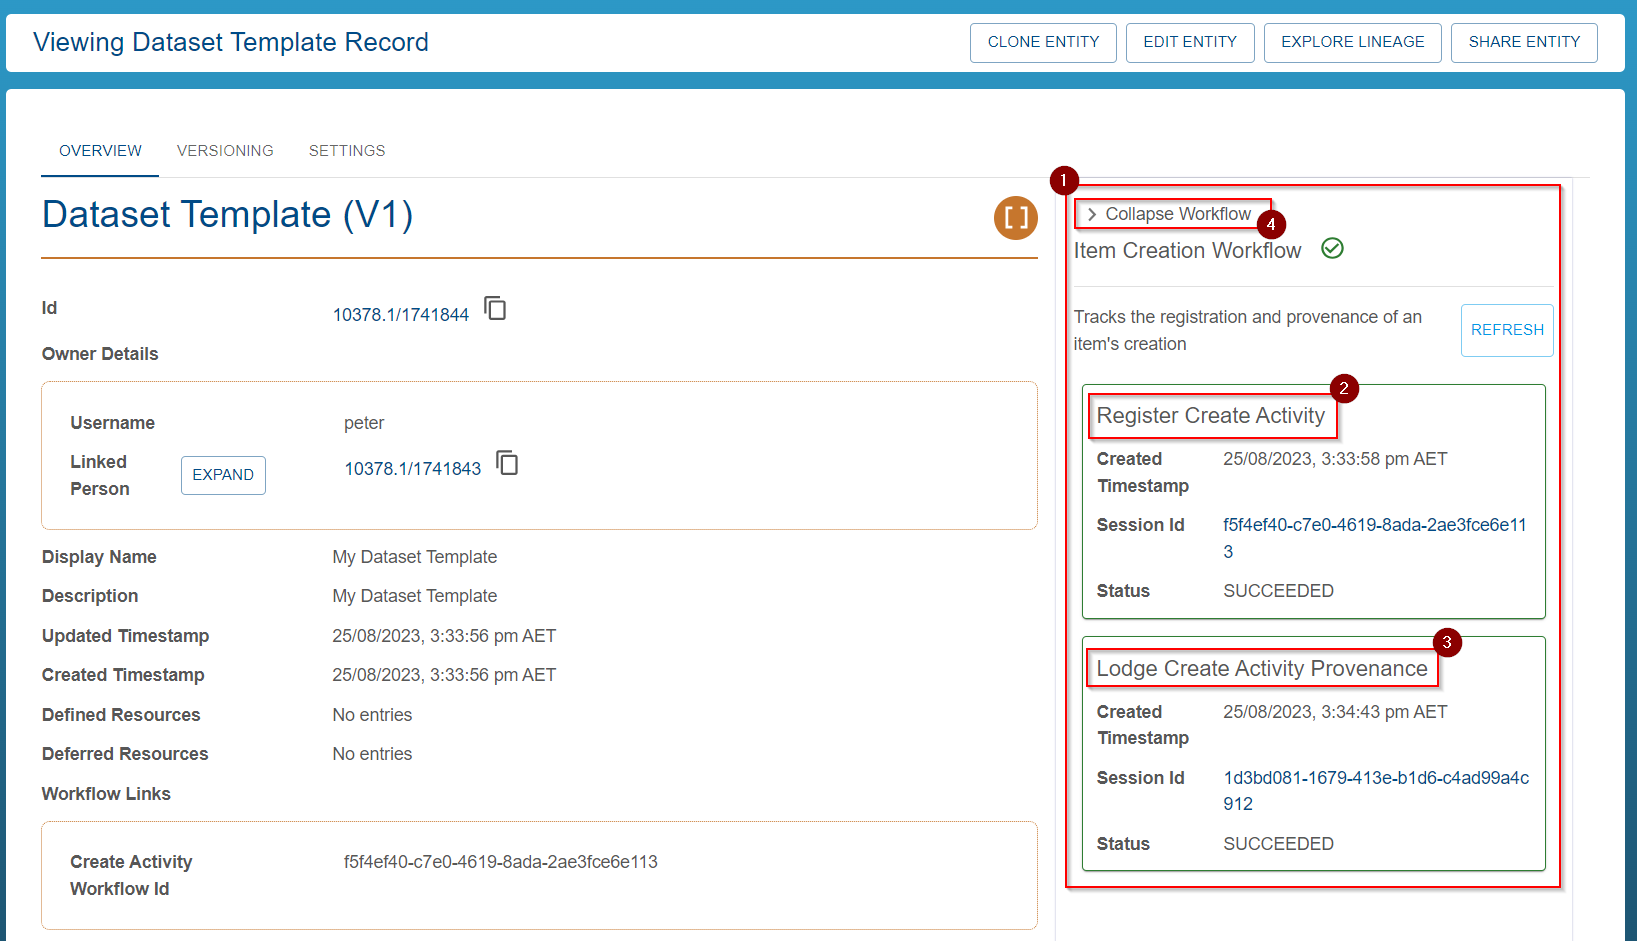 Viewing Dataset Template Record
CLONE ENTITY
EDIT ENTITY
EXPLORE LINEAGE
SHARE ENTITY
OVERVIEW
VERSIONING
SETTINGS
Dataset Template (V1)
[ ]
Id
10378.1/1741844
Owner Details
Username
peter
Linked
Person
EXPAND
10378.1/1741843
Display Name
My Dataset Template
Description
My Dataset Template
Updated Timestamp
25/08/2023, 3:33:56 pm AET
Created Timestamp
25/08/2023, 3:33:56 pm AET
Defined Resources
No entries
Deferred Resources
No entries
Workflow Links
Create Activity
Workflow Id
f5f4ef40-c7e0-4619-8ada-2ae3fce6e113
1
Collapse Workflow
4
Item Creation Workflow
Tracks the registration and provenance of an
item's creation
REFRESH
2
Register Create Activity
Created
Timestamp
25/08/2023, 3:33:58 pm AET
Session Id
f5f4ef40-c7e0-4619-8ada-2ae3fce6e11
3
Status
SUCCEEDED
3
Lodge Create Activity Provenance
Created
Timestamp
25/08/2023, 3:34:43 pm AET
Session Id
1d3bd081-1679-413e-b1d6-c4ad99a4c
912
Status
SUCCEEDED